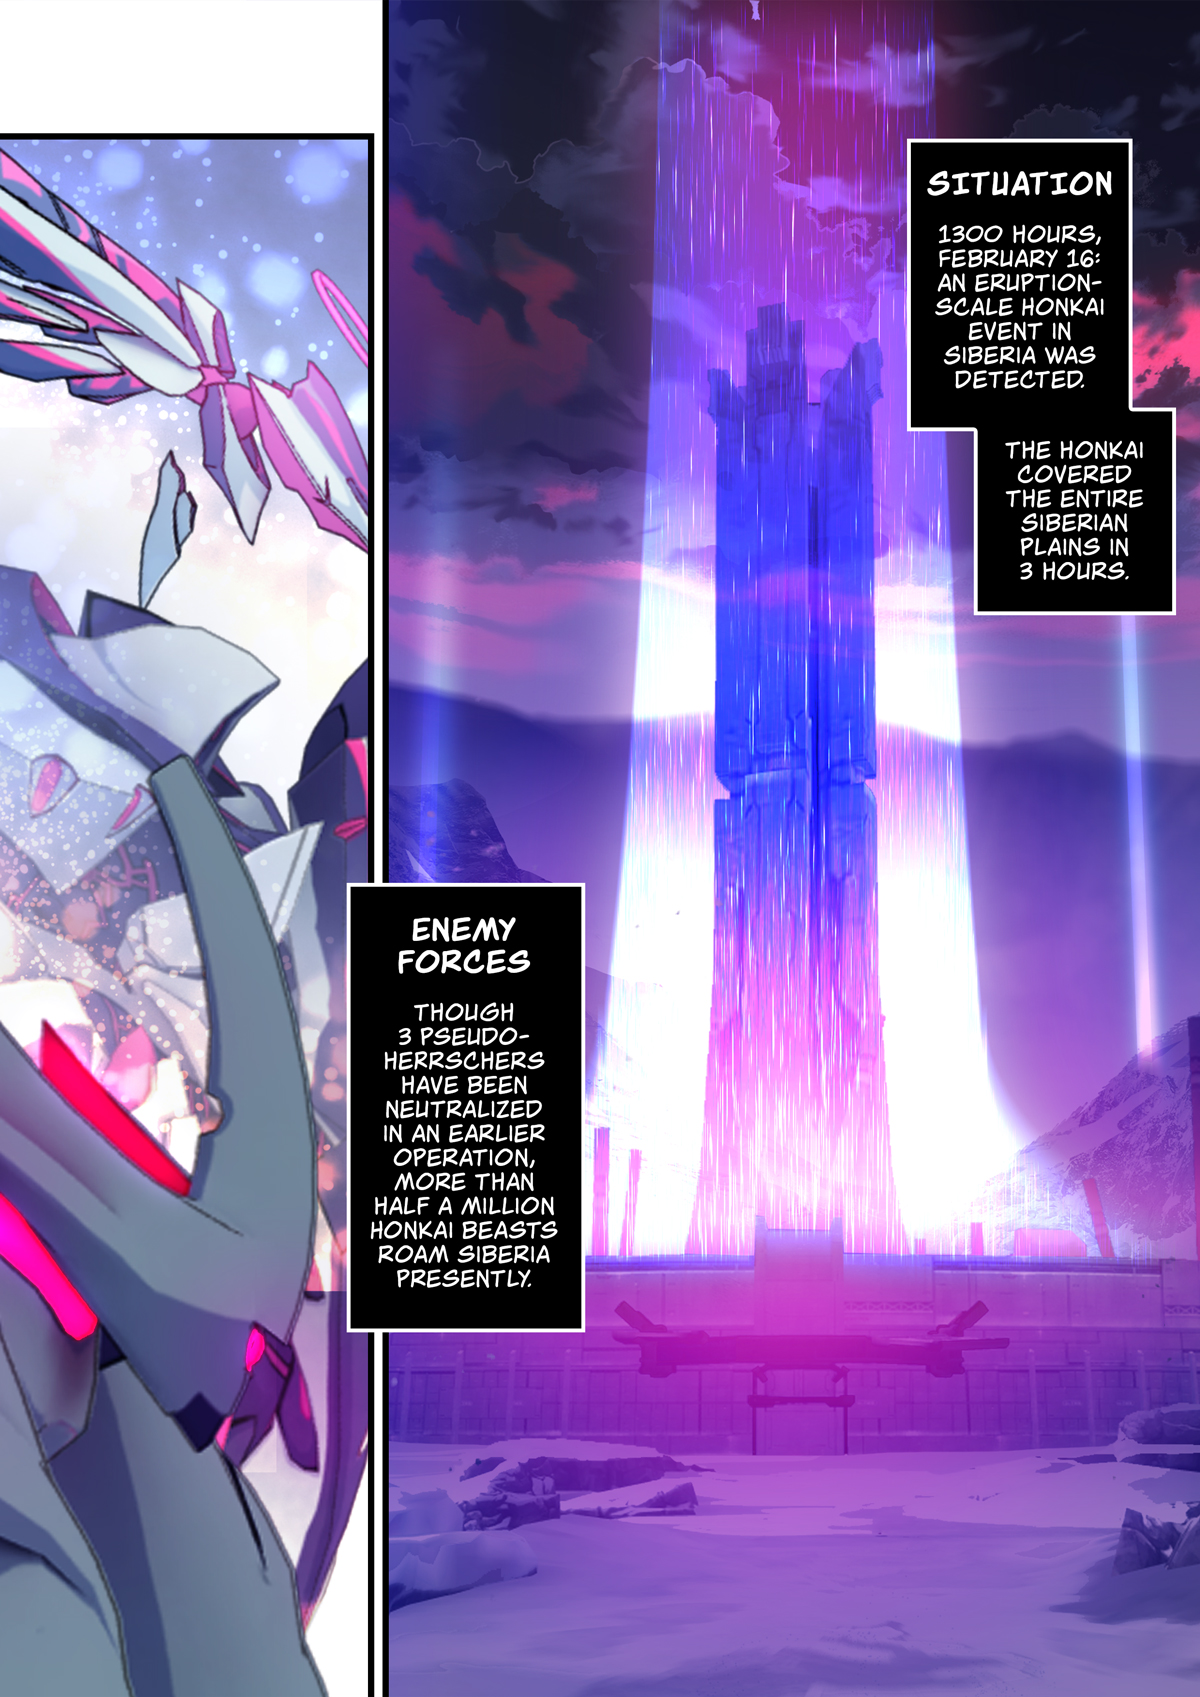 SITUATION
1300 HOURS,
FEBRUARY 16:
AN ERUPTION-
SCALE HONKAI
EVENT IN
SIBERIA WAS
DETECTED.
THE HONKAI
COVERED
THE ENTIRE
SIBERIAN
PLAINS IN
3 HOURS.
ENEMY
FORCES
THOUGH
3 PSEUDO-
HERRSCHERS
HAVE BEEN
NEUTRALIZED
IN AN EARLIER
OPERATION,
MORE THAN
HALF A MILLION
HONKAI BEASTS
ROAM SIBERIA
PRESENTLY.